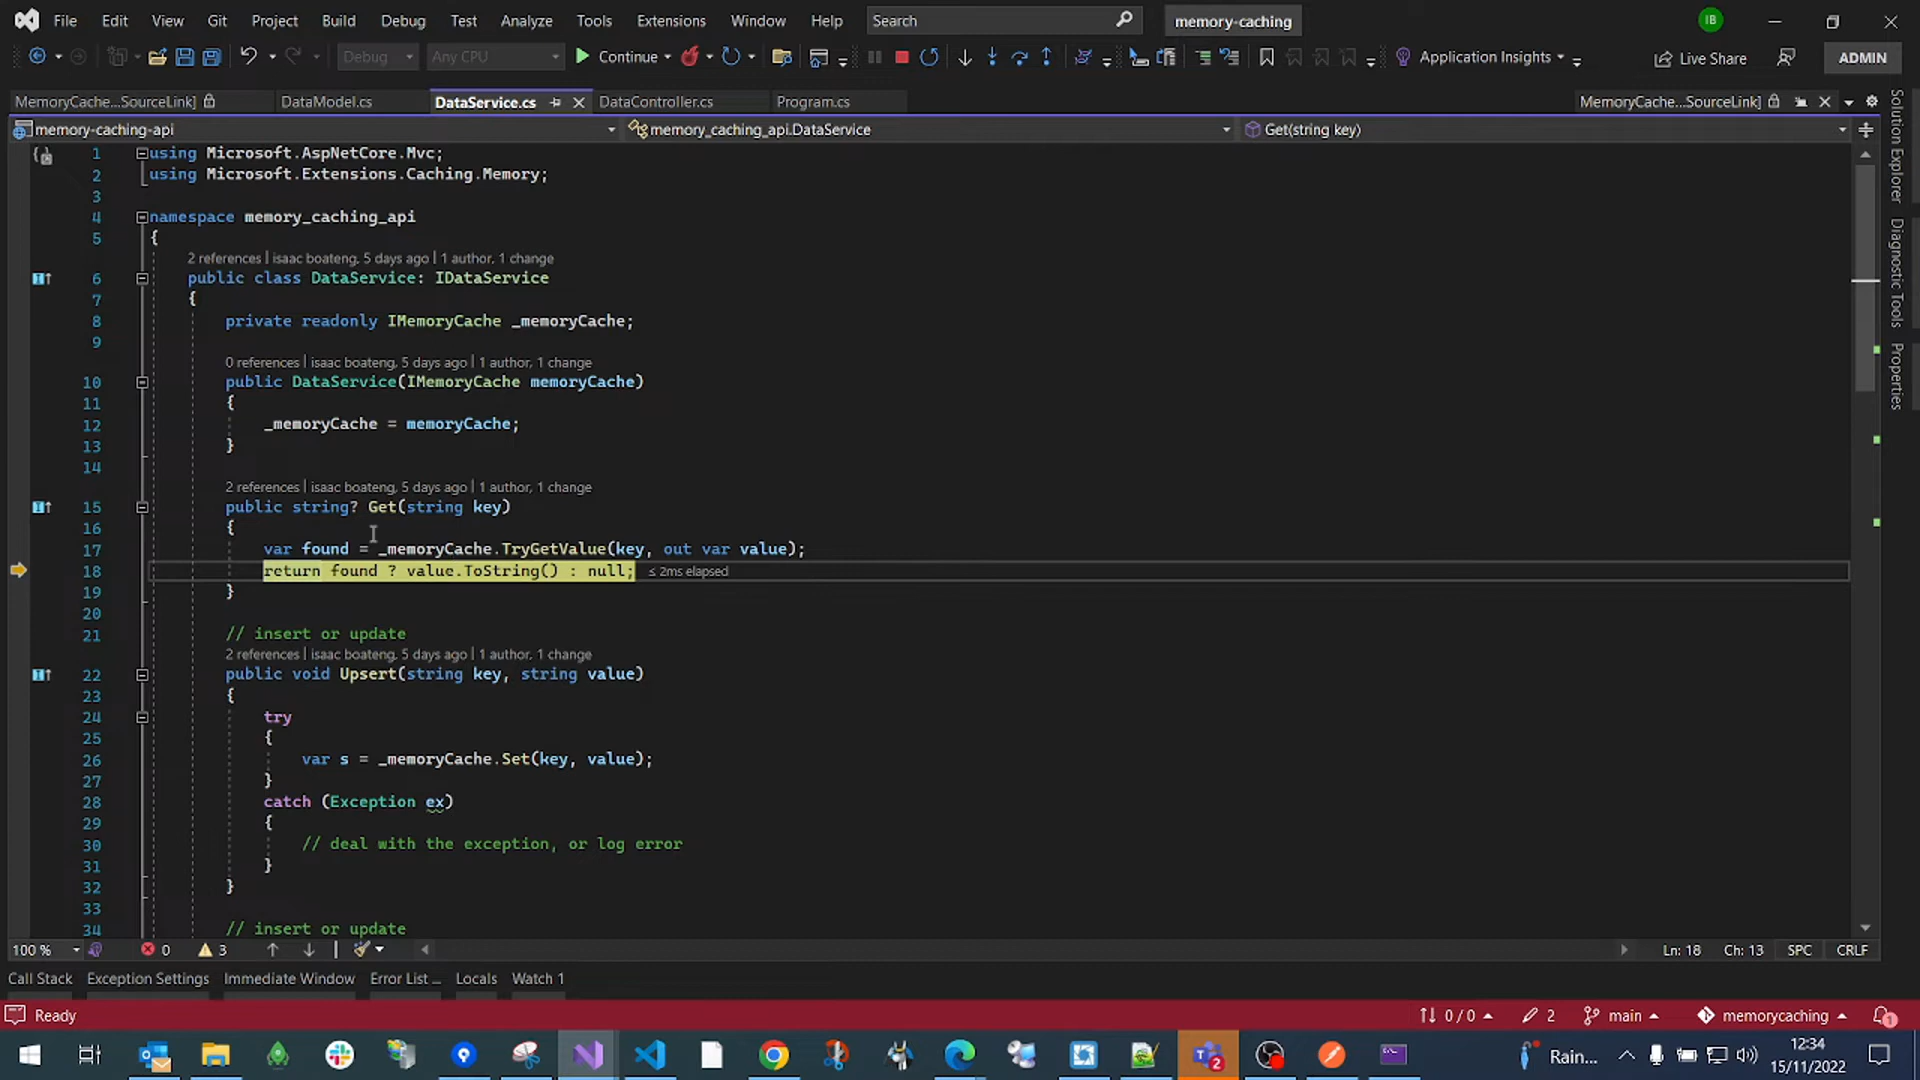 File Edit View Git Project Build Debug Test Analyze Tools Extensions Window Help Search memory-caching IB
Debug Any CPU Continue Application Insights Live Share ADMIN
MemoryCache...SourceLink] DataModel.cs DataService.cs DataController.cs Program.cs MemoryCache...SourceLink]
memory-caching-api memory_caching_api.DataService Get(string key)
1 using Microsoft.AspNetCore.Mvc;
2 using Microsoft.Extensions.Caching.Memory;
3
4 namespace memory_caching_api
5 {
2 references | isaac boateng, 5 days ago | 1 author, 1 change
6 public class DataService: IDataService
7 {
8 private readonly IMemoryCache _memoryCache;
9
0 references | isaac boateng, 5 days ago | 1 author, 1 change
10 public DataService(IMemoryCache memoryCache)
11 {
12 _memoryCache = memoryCache;
13 }
14
2 references | isaac boateng, 5 days ago | 1 author, 1 change
15 public string? Get(string key)
16 {
17 var found = _memoryCache.TryGetValue(key, out var value);
18 return found ? value.ToString() : null; ≤ 2ms elapsed
19 }
20
21 // insert or update
2 references | isaac boateng, 5 days ago | 1 author, 1 change
22 public void Upsert(string key, string value)
23 {
24 try
25 {
26 var s = _memoryCache.Set(key, value);
27 }
28 catch (Exception ex)
29 {
30 // deal with the exception, or log error
31 }
32 }
33
34 // insert or update
Solution Explorer
Diagnostic Tools
Properties
100 % 0 3 Ln: 18 Ch: 13 SPC CRLF
Call Stack Exception Settings Immediate Window Error List ... Locals Watch 1
Ready 0 / 0 2 main memorycaching 1
2 Rain... 12:34
15/11/2022